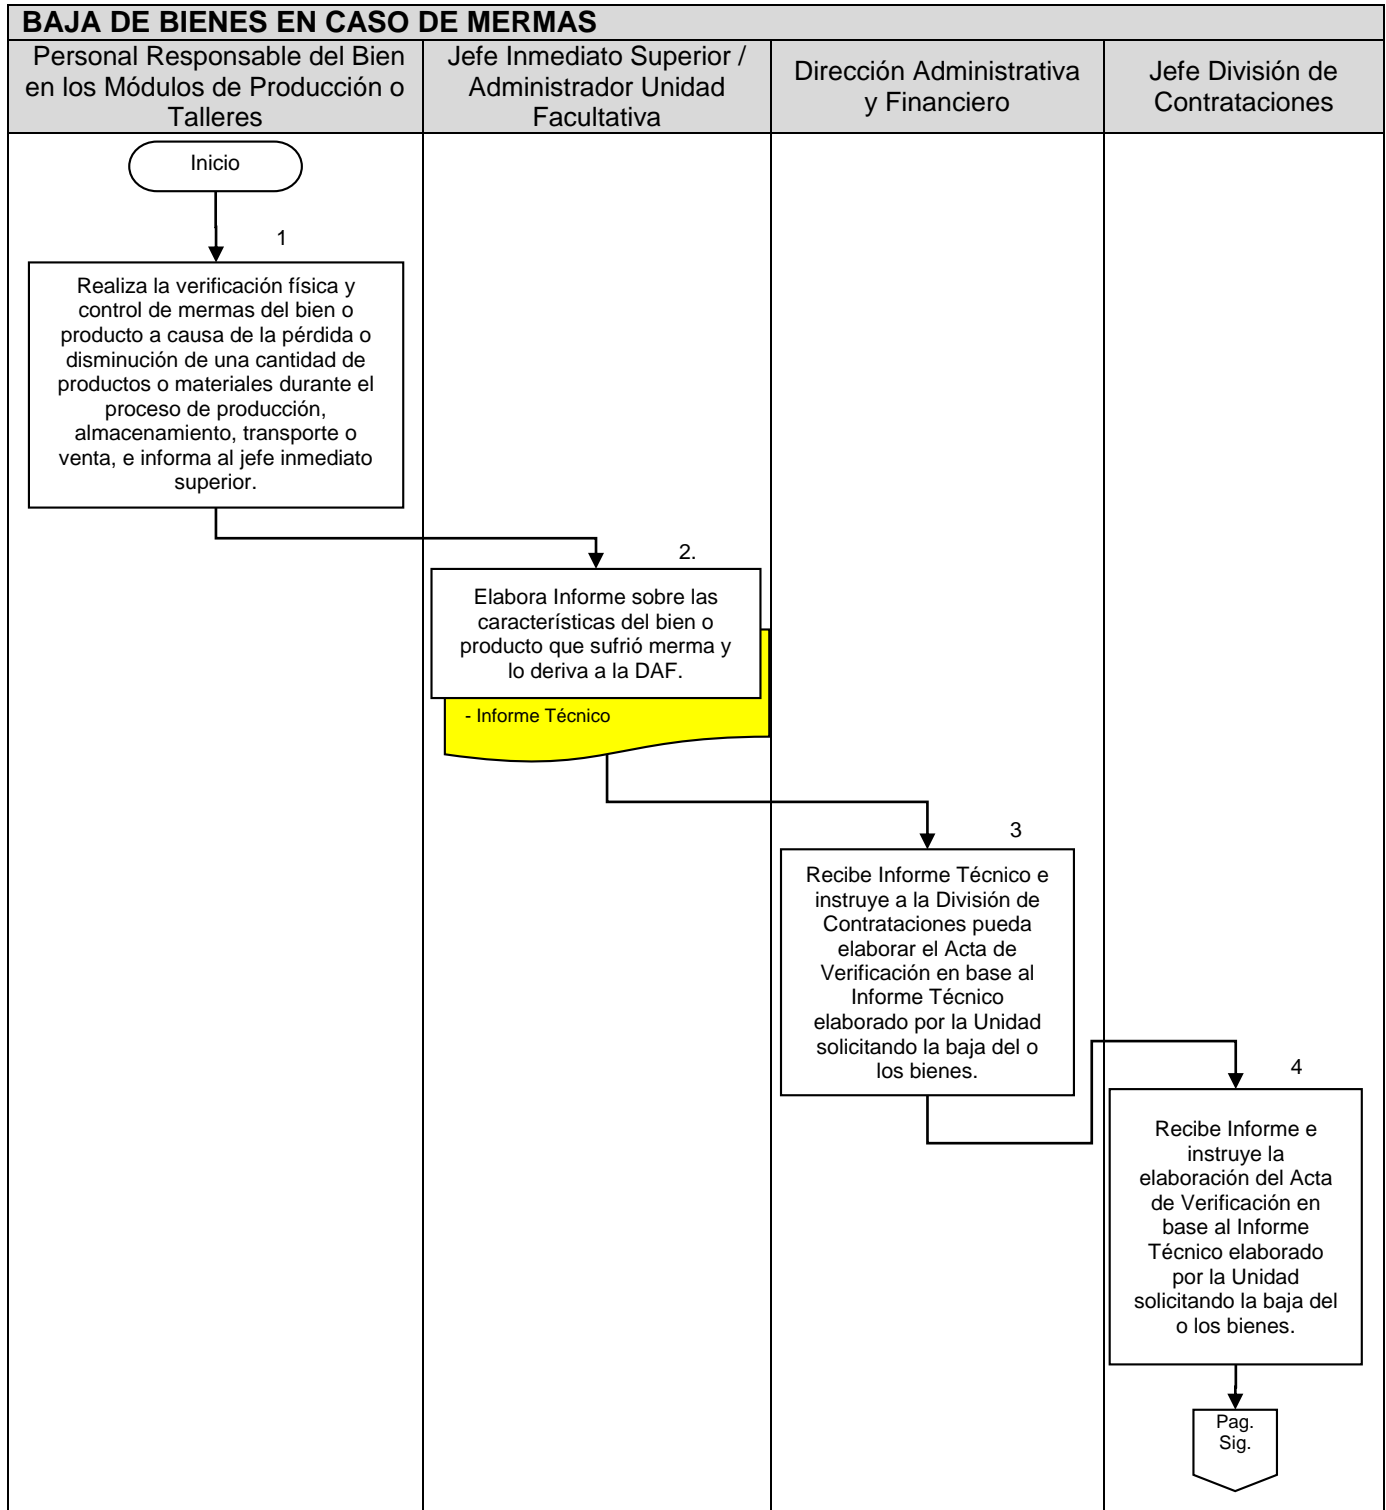 BAJA DE BIENES EN CASO DE MERMAS
Personal Responsable del Bien
en los Módulos de Producción o
Talleres
Jefe Inmediato Superior /
Administrador Unidad
Facultativa
Dirección Administrativa
y Financiero
Jefe División de
Contrataciones
Inicio
1
Realiza la verificación física y
control de mermas del bien o
producto a causa de la pérdida o
disminución de una cantidad de
productos o materiales durante el
proceso de producción,
almacenamiento, transporte o
venta, e informa al jefe inmediato
superior.
2.
Elabora Informe sobre las
características del bien o
producto que sufrió merma y
lo deriva a la DAF.
- Informe Técnico
3
Recibe Informe Técnico e
instruye a la División de
Contrataciones pueda
elaborar el Acta de
Verificación en base al
Informe Técnico
elaborado por la Unidad
solicitando la baja del o
los bienes.
4
Recibe Informe e
instruye la
elaboración del Acta
de Verificación en
base al Informe
Técnico elaborado
por la Unidad
solicitando la baja del
o los bienes.
Pag.
Sig.